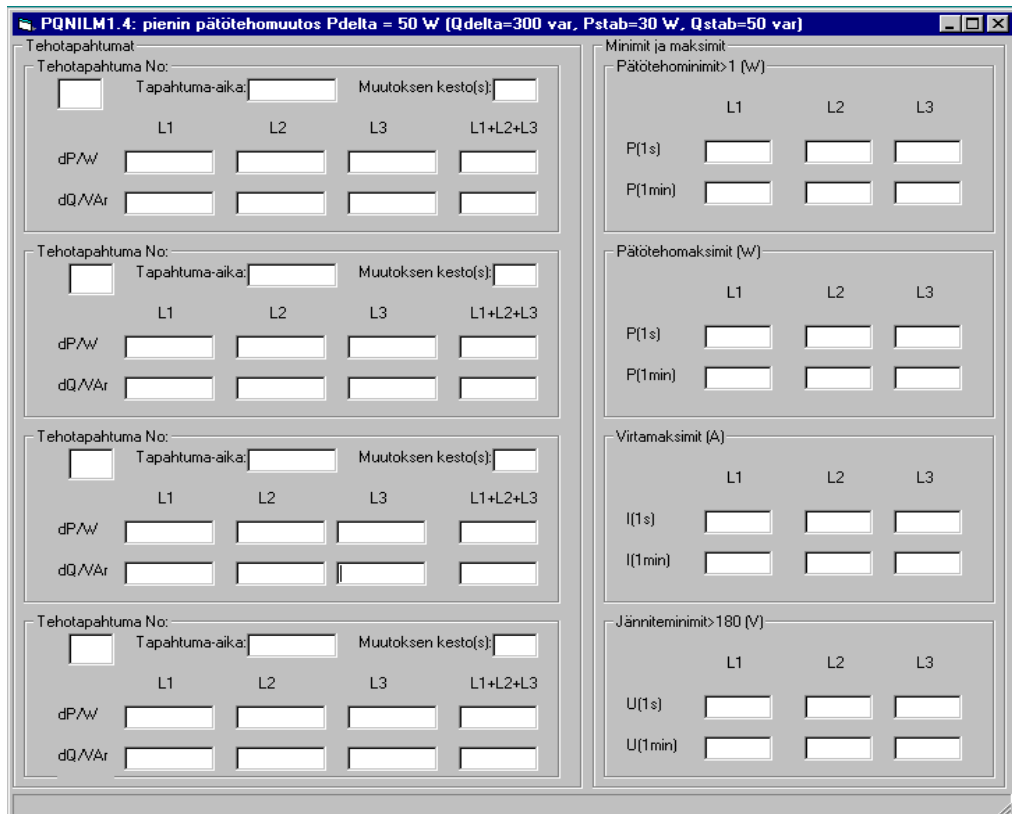 PQNILM1.4: pienin pätötehomuutos Pdelta = 50 W (Qdelta=300 var, Pstab=30 W, Qstab=50 var)
Tehotapahtumat
Tehotapahtuma No:
Tapahtuma-aika: Muutoksen kesto(s):
L1 L2 L3 L1+L2+L3
dP/W
dQ/VAr
Tehotapahtuma No:
Tapahtuma-aika: Muutoksen kesto(s):
L1 L2 L3 L1+L2+L3
dP/W
dQ/VAr
Tehotapahtuma No:
Tapahtuma-aika: Muutoksen kesto(s):
L1 L2 L3 L1+L2+L3
dP/W
dQ/VAr
Tehotapahtuma No:
Tapahtuma-aika: Muutoksen kesto(s):
L1 L2 L3 L1+L2+L3
dP/W
dQ/VAr
Minimit ja maksimit
Pätötehominimit>1 (W)
L1 L2 L3
P(1s)
P(1min)
Pätötehomaksimit (W)
L1 L2 L3
P(1s)
P(1min)
Virtamaksimit (A)
L1 L2 L3
I(1s)
I(1min)
Jänniteminimit>180 (V)
L1 L2 L3
U(1s)
U(1min)